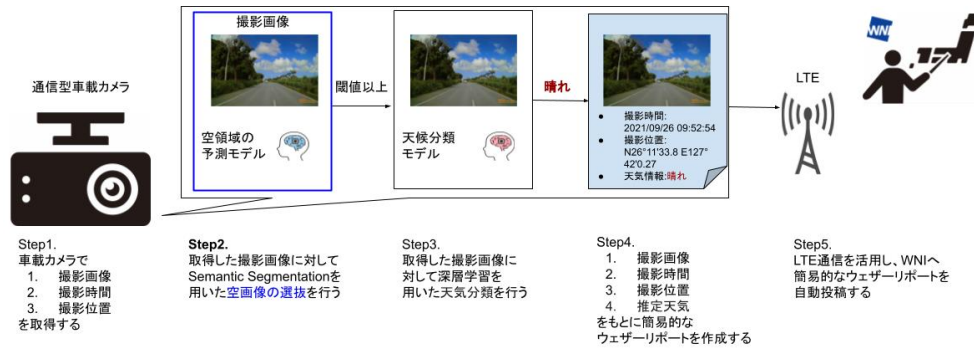 通信型車載カメラ
撮影画像
空領域の
予測モデル
閾値以上
天候分類
モデル
晴れ
● 撮影時間:
2021/09/26 09:52:54
● 撮影位置:
N26°11'33.8 E127°
42'0.27
● 天気情報:晴れ
LTE
WNI
Step1.
車載カメラで
1. 撮影画像
2. 撮影時間
3. 撮影位置
を取得する
Step2.
取得した撮影画像に対して
Semantic Segmentationを
用いた空画像の選抜を行う
Step3.
取得した撮影画像に
対して深層学習を
用いた天気分類を行う
Step4.
1. 撮影画像
2. 撮影時間
3. 撮影位置
4. 推定天気
をもとに簡易的な
ウェザーリポートを作成する
Step5.
LTE通信を活用し、WNIへ
簡易的なウェザーリポートを
自動投稿する